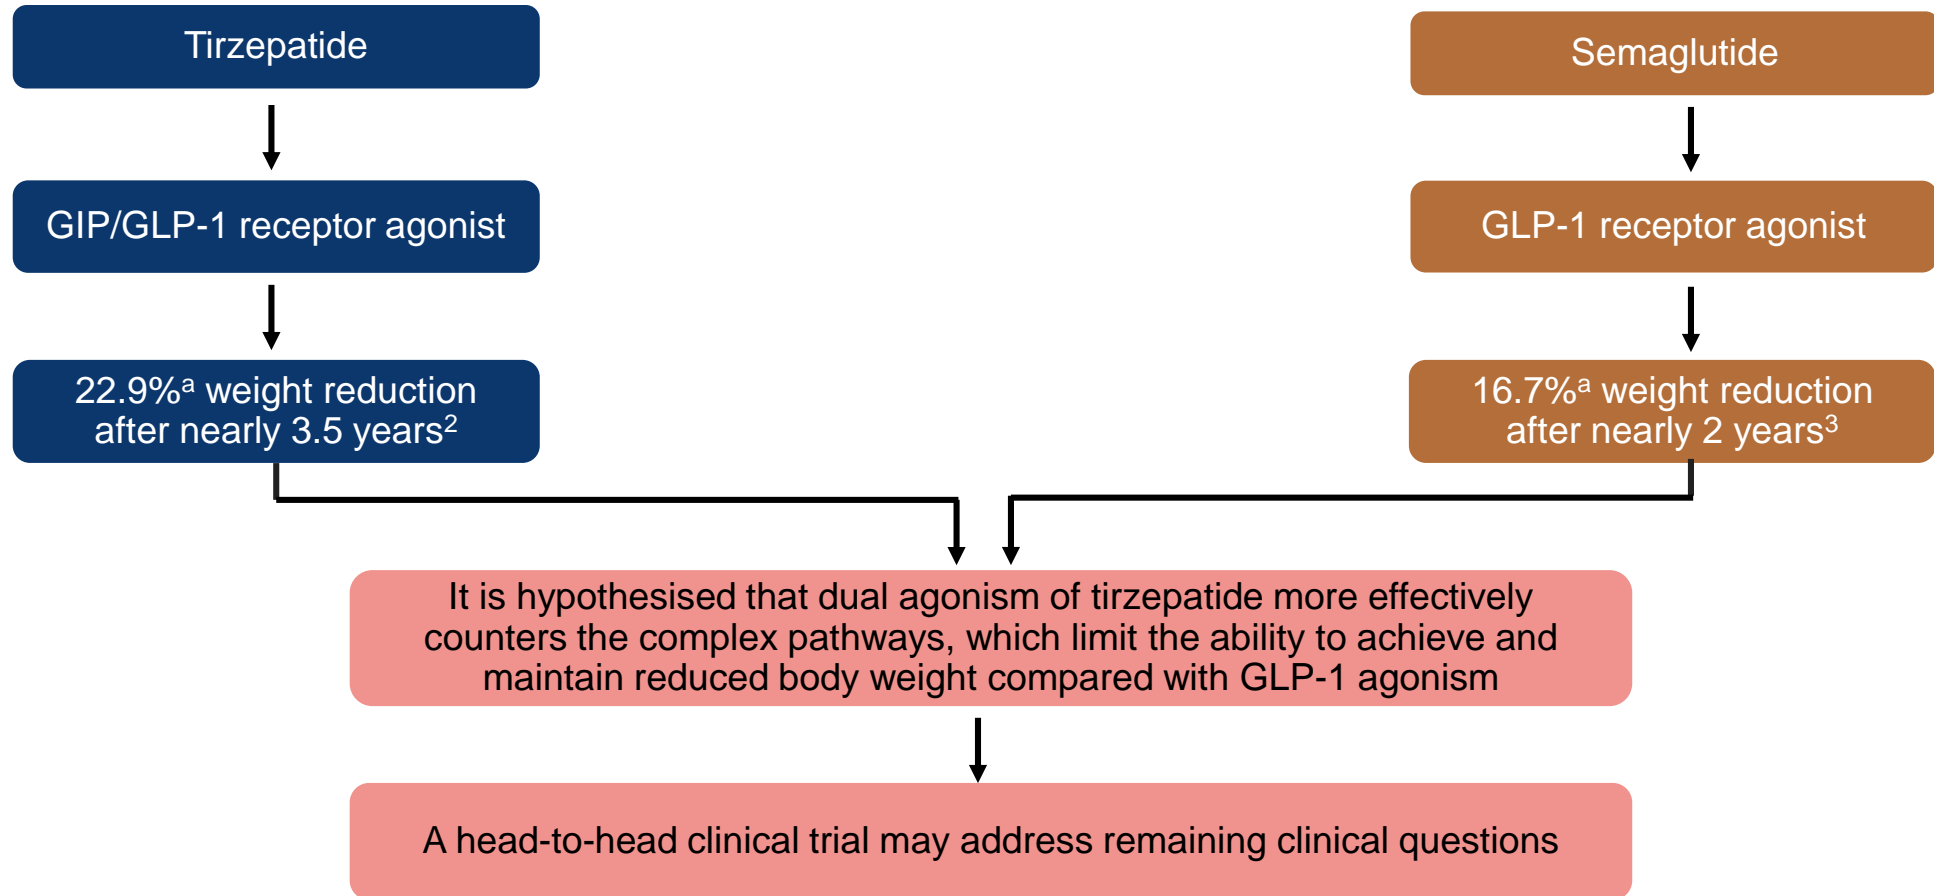 Tirzepatide
Semaglutide
GIP/GLP-1 receptor agonist
GLP-1 receptor agonist
22.9%ᵃ weight reduction
after nearly 3.5 years²
16.7%ᵃ weight reduction
after nearly 2 years³
It is hypothesised that dual agonism of tirzepatide more effectively
counters the complex pathways, which limit the ability to achieve and
maintain reduced body weight compared with GLP-1 agonism
A head-to-head clinical trial may address remaining clinical questions